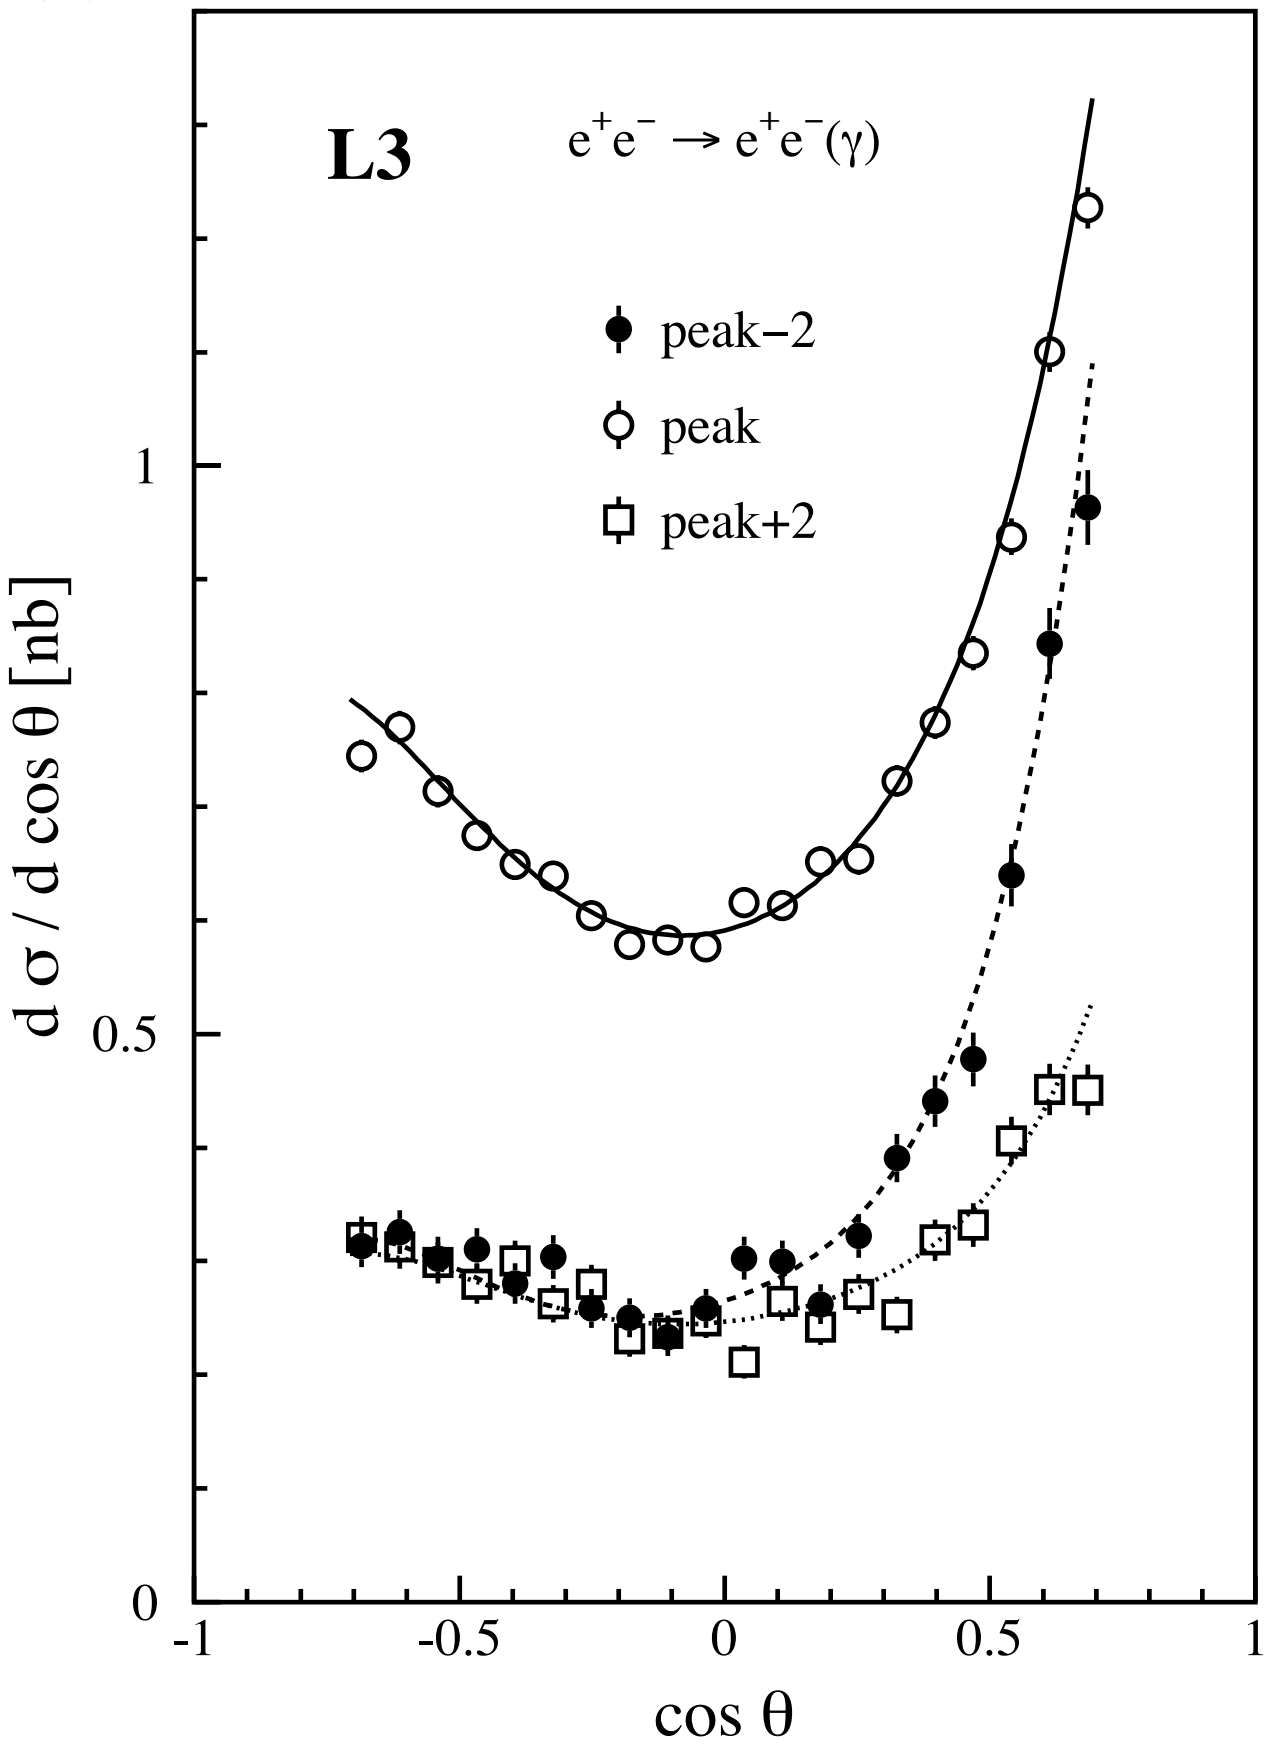 L3
e⁺e⁻ → e⁺e⁻(γ)
peak−2
peak
peak+2
1
0.5
0
d σ / d cos θ [nb]
-1 -0.5 0 0.5 1
cos θ